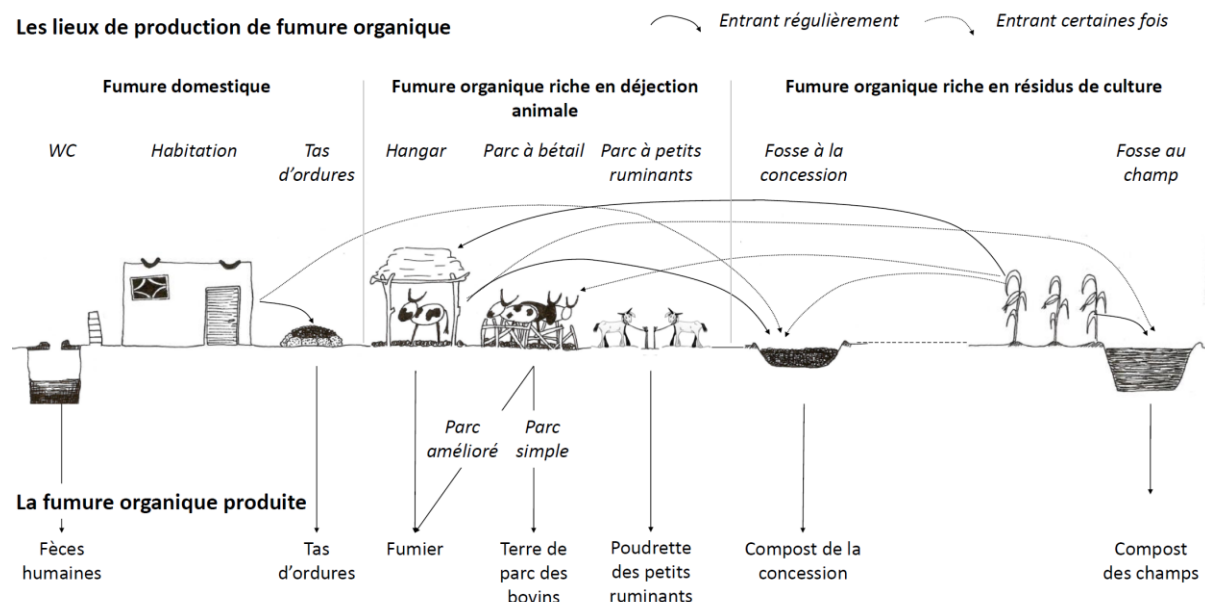 Les lieux de production de fumure organique
Entrant régulièrement
Entrant certaines fois
Fumure domestique
Fumure organique riche en déjection
animale
Fumure organique riche en résidus de culture
WC
Habitation
Tas
d’ordures
Hangar
Parc à bétail
Parc à petits
ruminants
Fosse à la
concession
Fosse au
champ
Parc
amélioré
Parc
simple
La fumure organique produite
Fèces
humaines
Tas
d’ordures
Fumier
Terre de
parc des
bovins
Poudrette
des petits
ruminants
Compost de la
concession
Compost
des champs